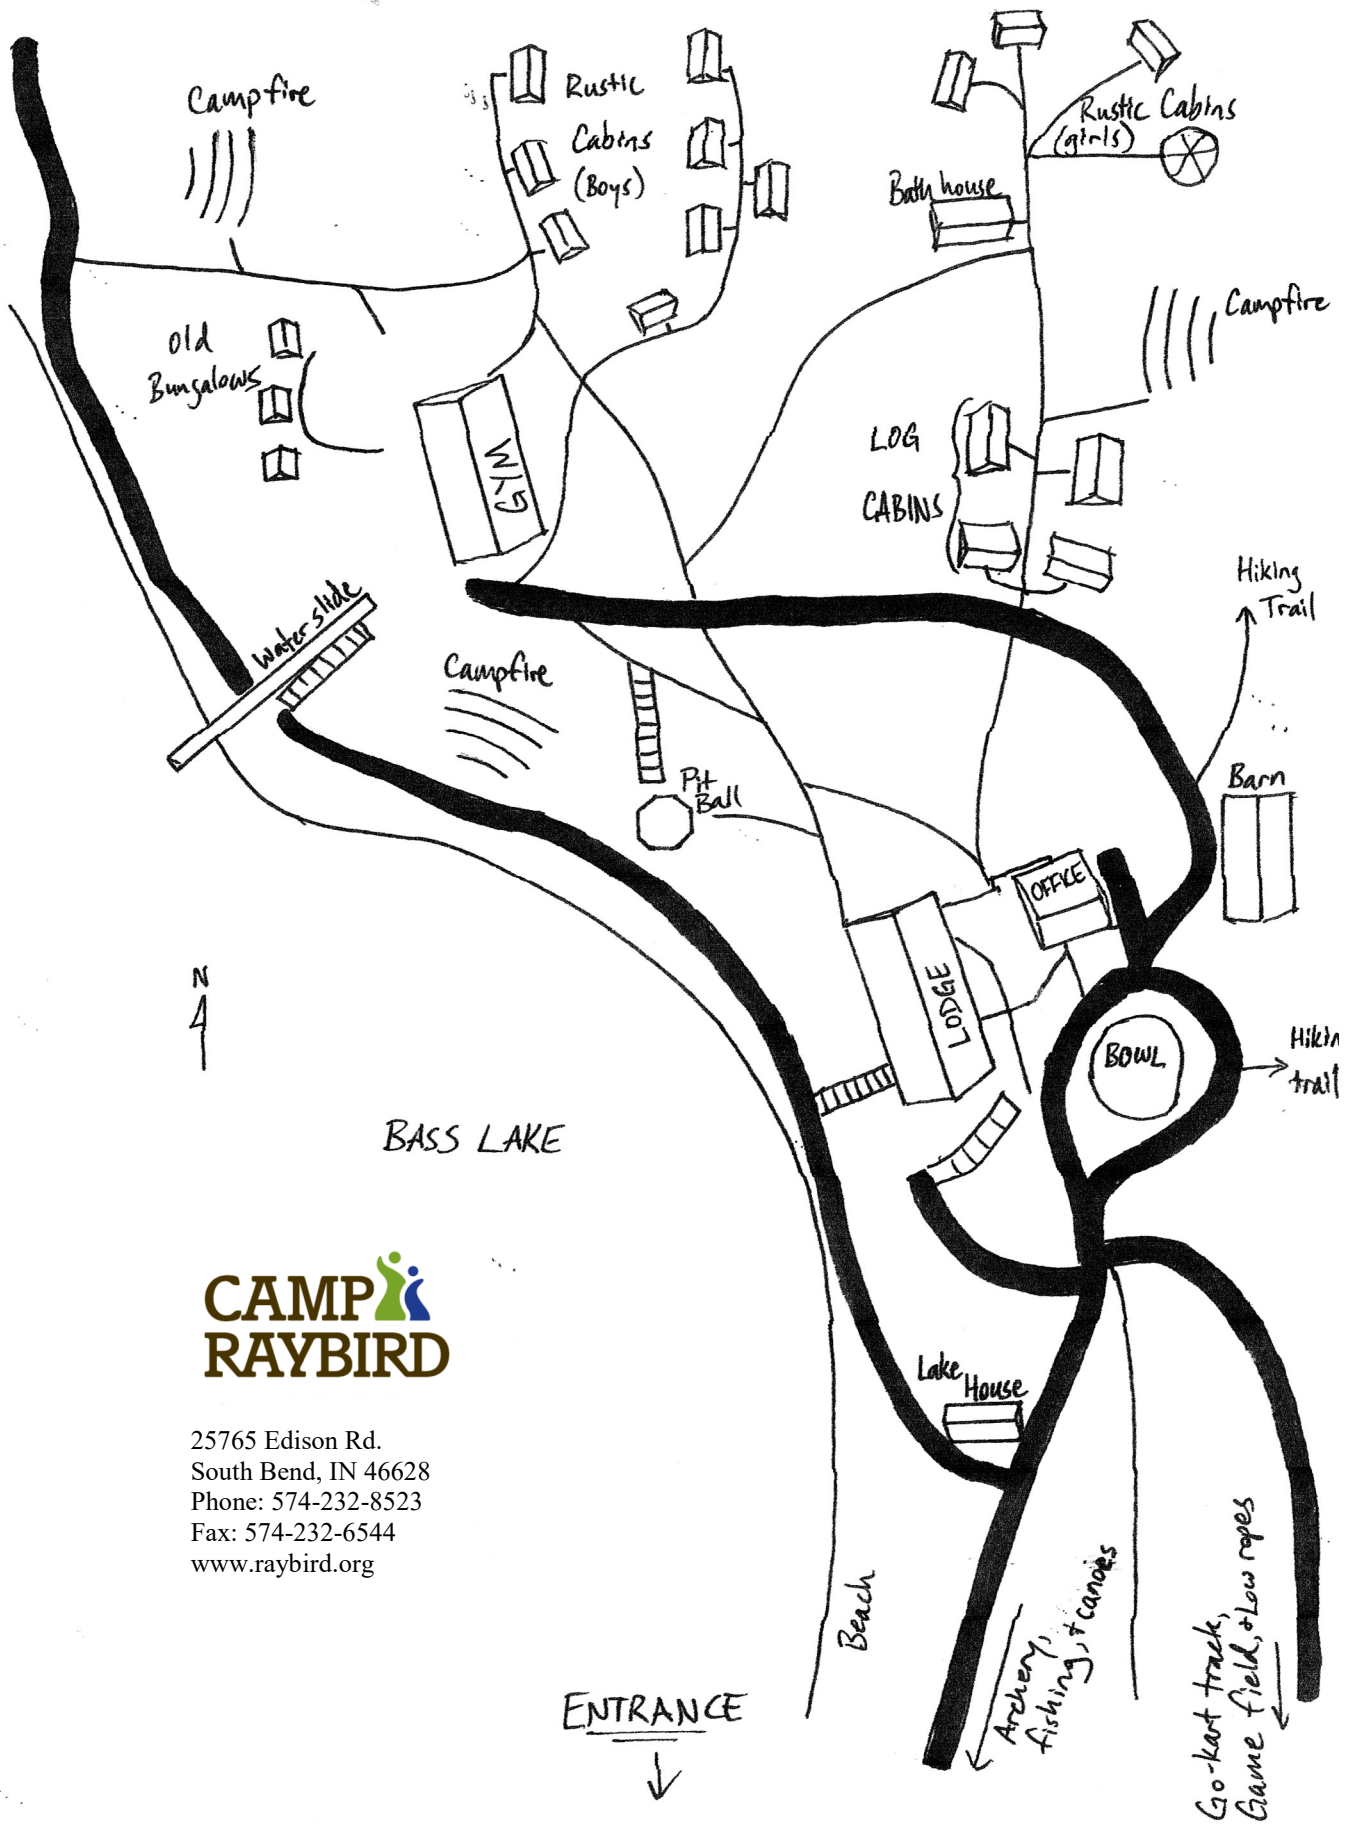 Campfire
Rustic
Cabins
(Boys)
Rustic Cabins
(girls)
Bath house
Campfire
Old
Bungalows
GYM
LOG
CABINS
Hiking
Trail
Water slide
Campfire
Pit
Ball
Barn
OFFICE
LODGE
N
BOWL
Hikin
trail
BASS LAKE
CAMP
RAYBIRD
Lake
House
25765 Edison Rd.
South Bend, IN 46628
Phone: 574-232-8523
Fax: 574-232-6544
www.raybird.org
Beach
Archery,
fishing, + canoes
Go-kart track,
Game field, + Low ropes
ENTRANCE